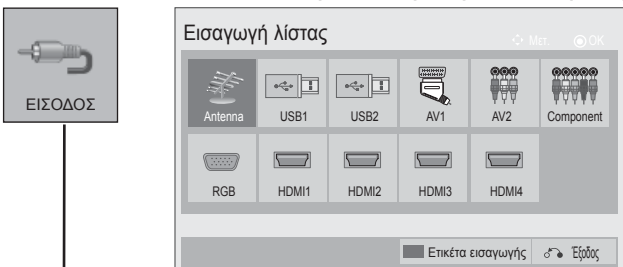 ΕΙΣΟΔΟΣ
Εισαγωγή λίστας
Μετ. OK
Antenna USB1 USB2 AV1 AV2 Component
RGB HDMI1 HDMI2 HDMI3 HDMI4
Ετικέτα εισαγωγής Έξοδος